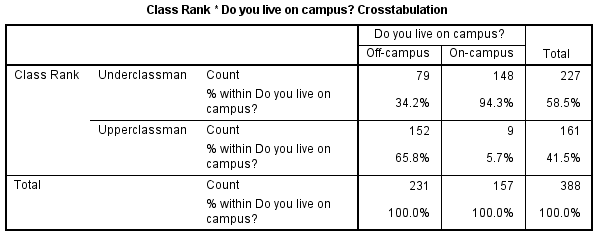 Class Rank * Do you live on campus? Crosstabulation
Do you live on campus?
Off-campus On-campus Total
Class Rank Underclassman Count 79 148 227
% within Do you live on
campus? 34.2% 94.3% 58.5%
Upperclassman Count 152 9 161
% within Do you live on
campus? 65.8% 5.7% 41.5%
Total Count 231 157 388
% within Do you live on
campus? 100.0% 100.0% 100.0%